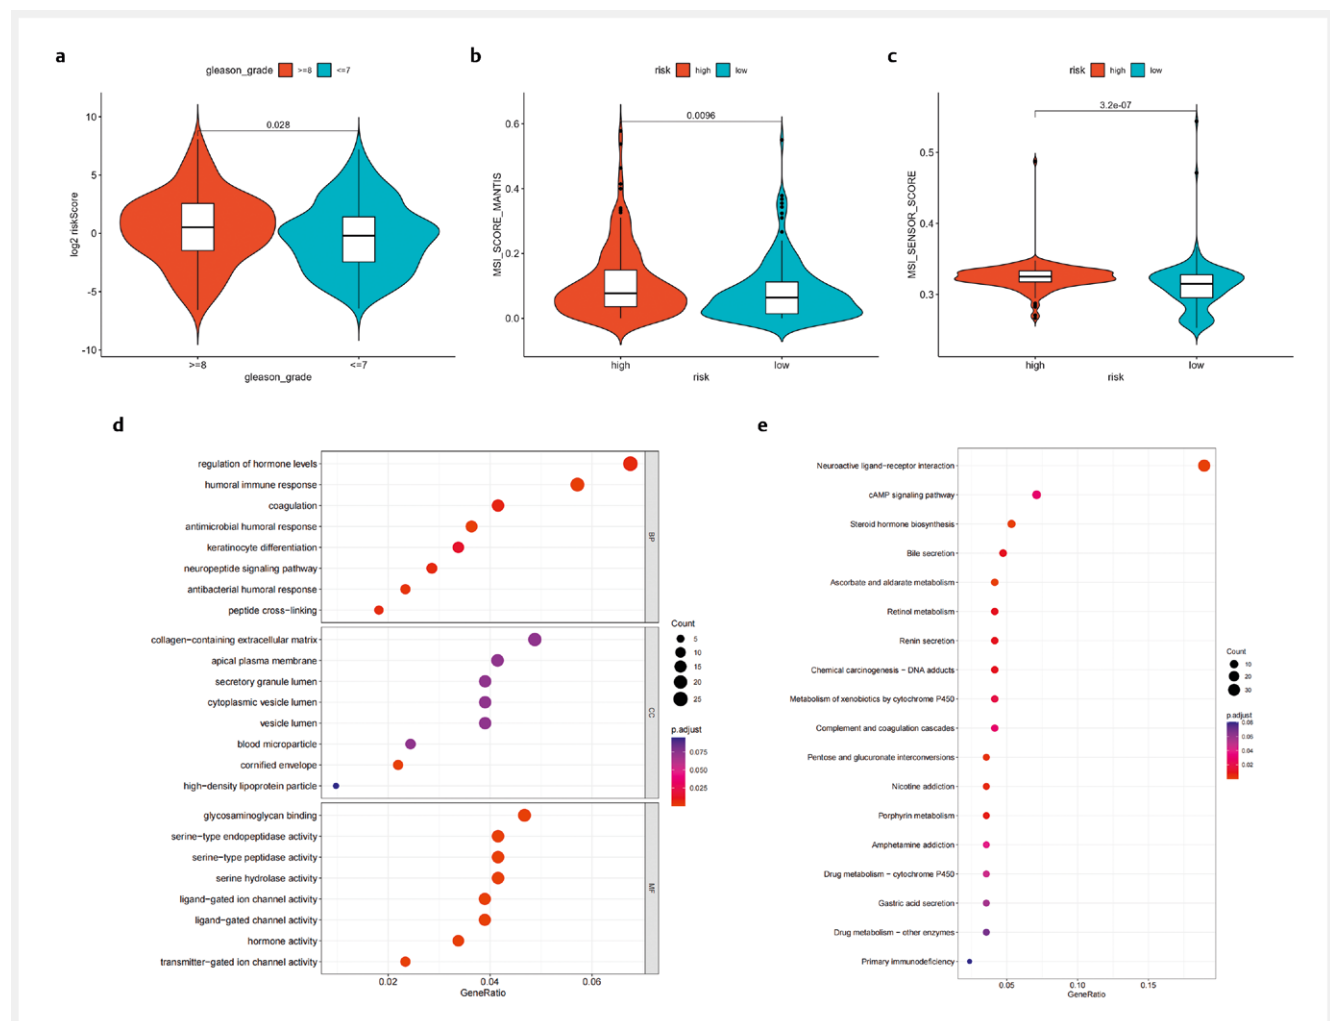 a
gleason_grade >=8 <=7
10
5
0
-5
-10
log2 riskScore
0.028
>=8 <=7
gleason_grade
b
risk high low
0.6
0.4
0.2
0.0
MSI_SCORE_MANTIS
0.0096
high low
risk
c
risk high low
0.5
0.4
0.3
MSI_SENSOR_SCORE
3.2e-07
high low
risk
d
regulation of hormone levels
humoral immune response
coagulation
antimicrobial humoral response
keratinocyte differentiation
neuropeptide signaling pathway
antibacterial humoral response
peptide cross−linking
BP
collagen−containing extracellular matrix
apical plasma membrane
secretory granule lumen
cytoplasmic vesicle lumen
vesicle lumen
blood microparticle
cornified envelope
high−density lipoprotein particle
CC
glycosaminoglycan binding
serine−type endopeptidase activity
serine−type peptidase activity
serine hydrolase activity
ligand−gated ion channel activity
ligand−gated channel activity
hormone activity
transmitter−gated ion channel activity
MF
0.02 0.04 0.06
GeneRatio
Count
5
10
15
20
25
p.adjust
0.075
0.050
0.025
e
Neuroactive ligand−receptor interaction
cAMP signaling pathway
Steroid hormone biosynthesis
Bile secretion
Ascorbate and aldarate metabolism
Retinol metabolism
Renin secretion
Chemical carcinogenesis − DNA adducts
Metabolism of xenobiotics by cytochrome P450
Complement and coagulation cascades
Pentose and glucuronate interconversions
Nicotine addiction
Porphyrin metabolism
Amphetamine addiction
Drug metabolism − cytochrome P450
Gastric acid secretion
Drug metabolism − other enzymes
Primary immunodeficiency
0.05 0.10 0.15
GeneRatio
Count
10
20
30
p.adjust
0.08
0.06
0.04
0.02